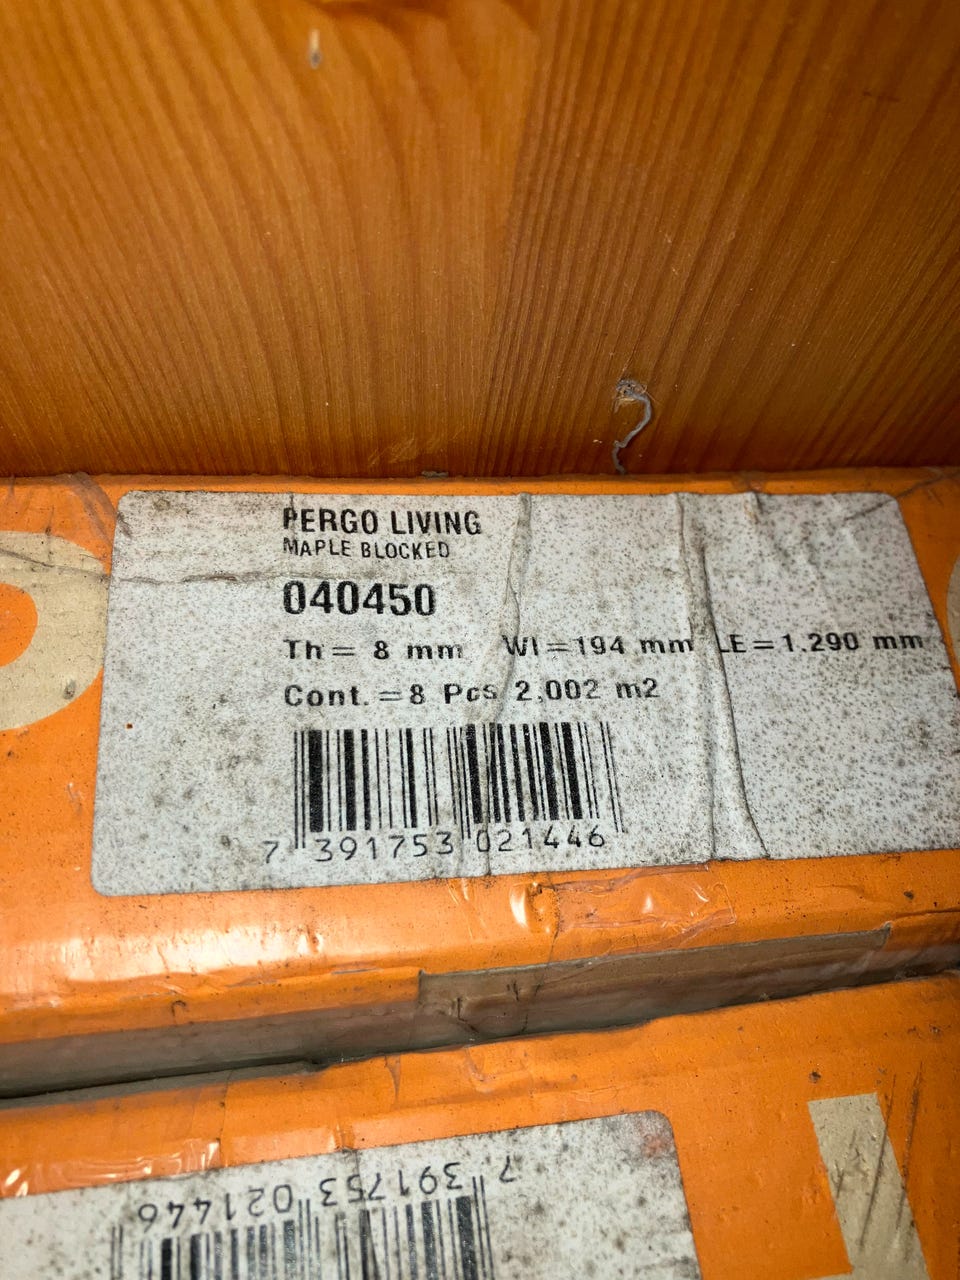 PERGO LIVING
MAPLE BLOCKED
040450
Th = 8 mm WI = 194 mm LE = 1.290 mm
Cont. = 8 Pcs 2.002 m2
7 391753 021446
7 391753 021446